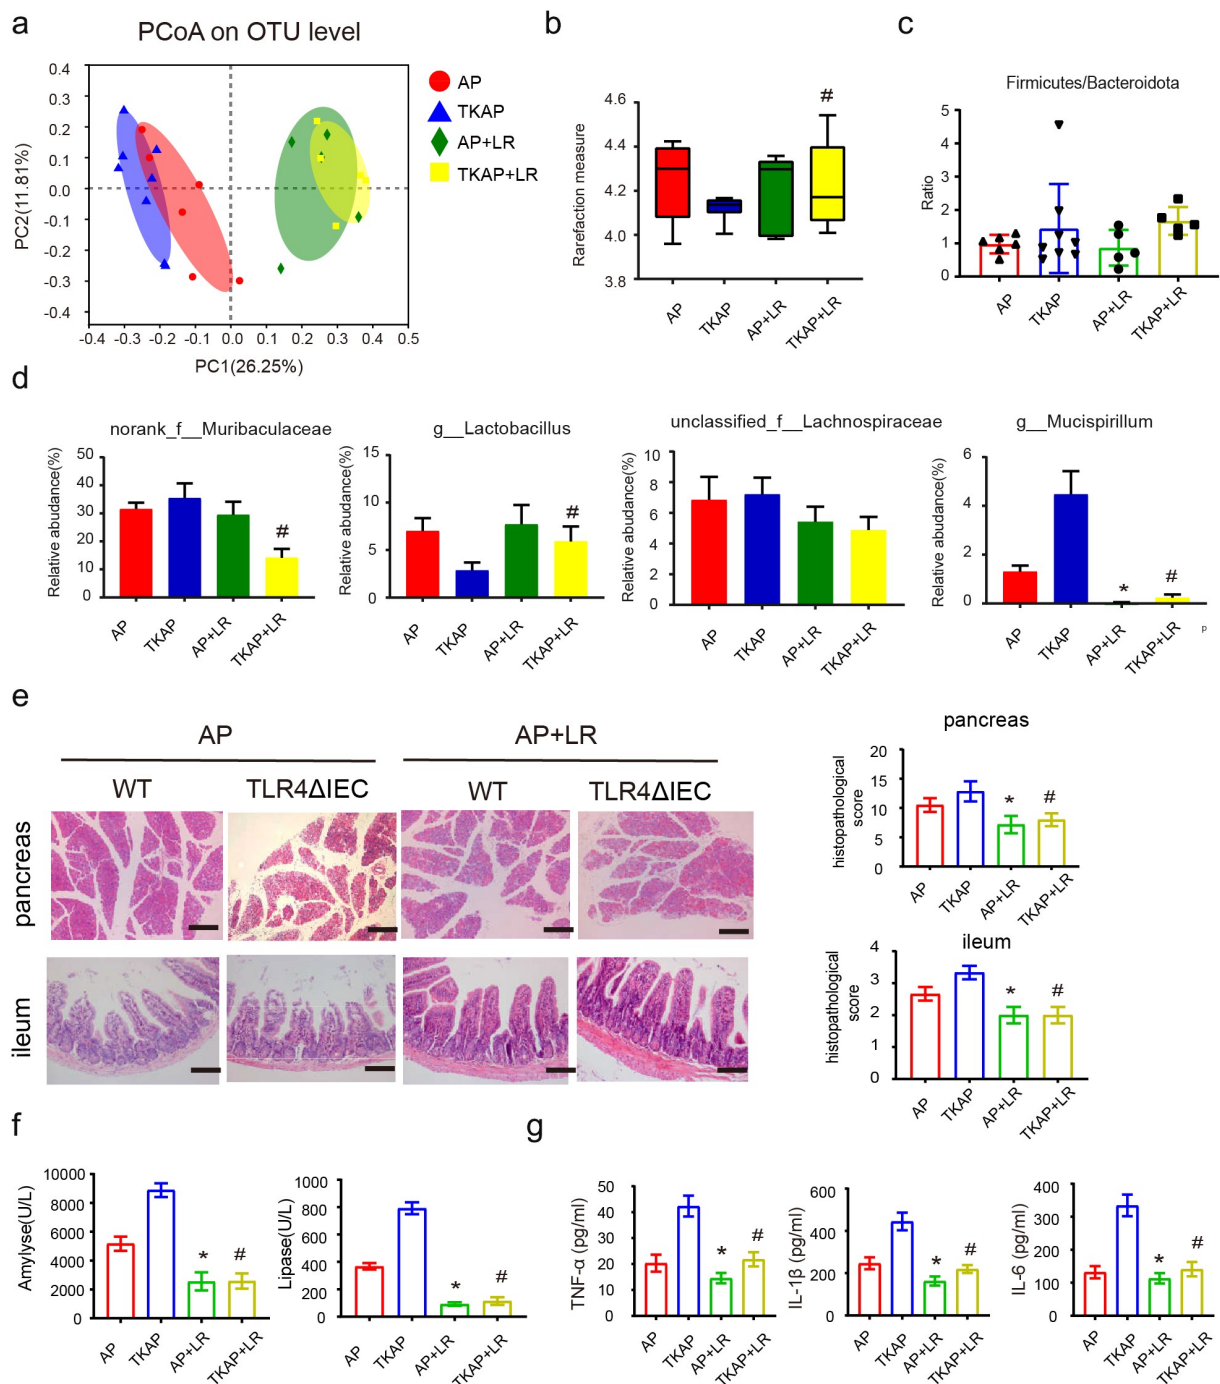 a
PCoA on OTU level
PC2(11.81%)
0.4
0.3
0.2
0.1
0.0
-0.1
-0.2
-0.3
-0.4
-0.4 -0.3 -0.2 -0.1 0.0 0.1 0.2 0.3 0.4 0.5
PC1(26.25%)
AP
TKAP
AP+LR
TKAP+LR
b
Rarefaction measure
4.6
4.4
4.2
4.0
3.8
#
AP TKAP AP+LR TKAP+LR
c
Firmicutes/Bacteroidota
Ratio
5
4
3
2
1
0
AP TKAP AP+LR TKAP+LR
d
norank_f__Muribaculaceae
Relative abudance(%)
50
40
30
20
10
0
#
AP TKAP AP+LR TKAP+LR
g__Lactobacillus
Relative abudance(%)
15
10
5
0
#
AP TKAP AP+LR TKAP+LR
unclassified_f__Lachnospiraceae
Relative abudance(%)
10
8
6
4
2
0
AP TKAP AP+LR TKAP+LR
g__Mucispirillum
Relative abudance(%)
6
4
2
0
* #
AP TKAP AP+LR TKAP+LR
p
e
AP AP+LR
WT TLR4ΔIEC WT TLR4ΔIEC
pancreas
ileum
pancreas
histopathological
score
20
15
10
5
0
* #
AP TKAP AP+LR TKAP+LR
ileum
histopathological
score
4
3
2
1
0
* #
AP TKAP AP+LR TKAP+LR
f
Amylyse(U/L)
10000
8000
6000
4000
2000
0
* #
AP TKAP AP+LR TKAP+LR
Lipase(U/L)
1000
800
600
400
200
0
* #
AP TKAP AP+LR TKAP+LR
g
TNF-α (pg/ml)
50
40
30
20
10
0
* #
AP TKAP AP+LR TKAP+LR
IL-1β (pg/ml)
600
400
200
0
* #
AP TKAP AP+LR TKAP+LR
IL-6 (pg/ml)
400
300
200
100
0
* #
AP TKAP AP+LR TKAP+LR